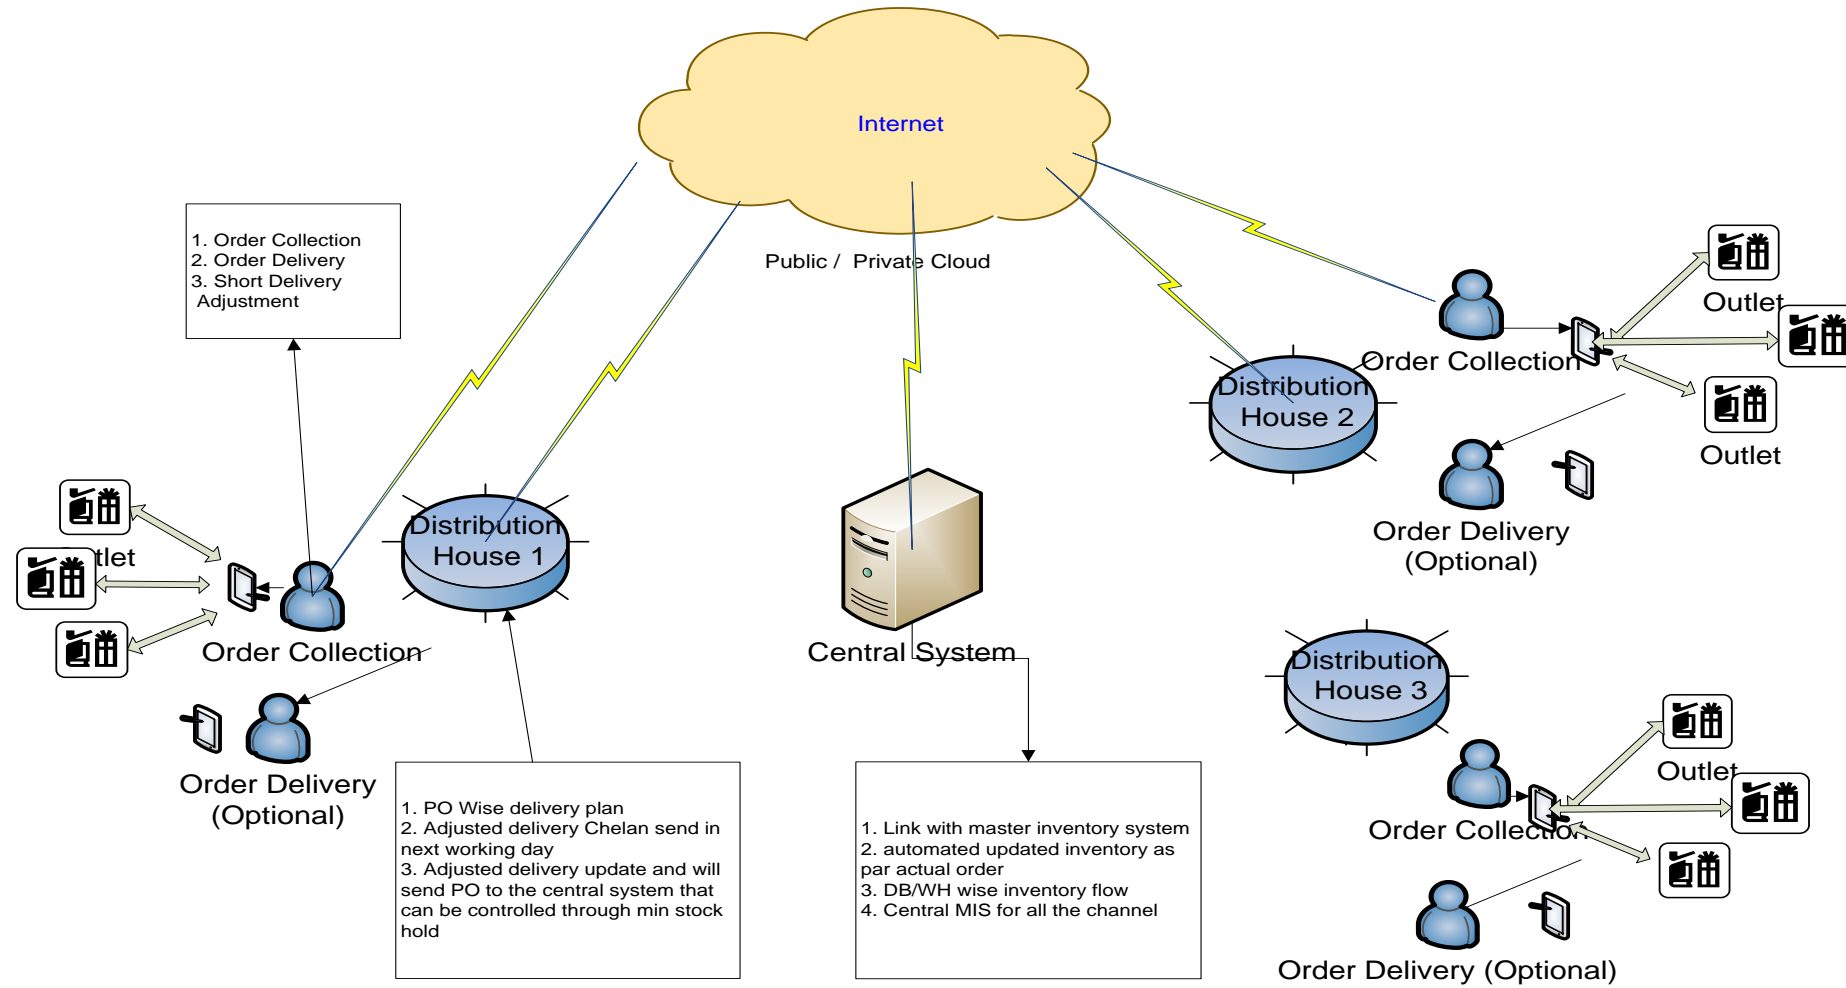 Internet
Public /  Private Cloud
1. Order Collection
2. Order Delivery
3. Short Delivery
Adjustment
Outlet
Order Collection
Outlet
Distribution
House 2
Order Delivery
(Optional)
Distribution
House 1
Outlet
Order Collection
Order Delivery
(Optional)
Central System
Distribution
House 3
Outlet
Order Collection
Order Delivery (Optional)
1. PO Wise delivery plan
2. Adjusted delivery Chelan send in
next working day
3. Adjusted delivery update and will
send PO to the central system that
can be controlled through min stock
hold
1. Link with master inventory system
2. automated updated inventory as
par actual order
3. DB/WH wise inventory flow
4. Central MIS for all the channel